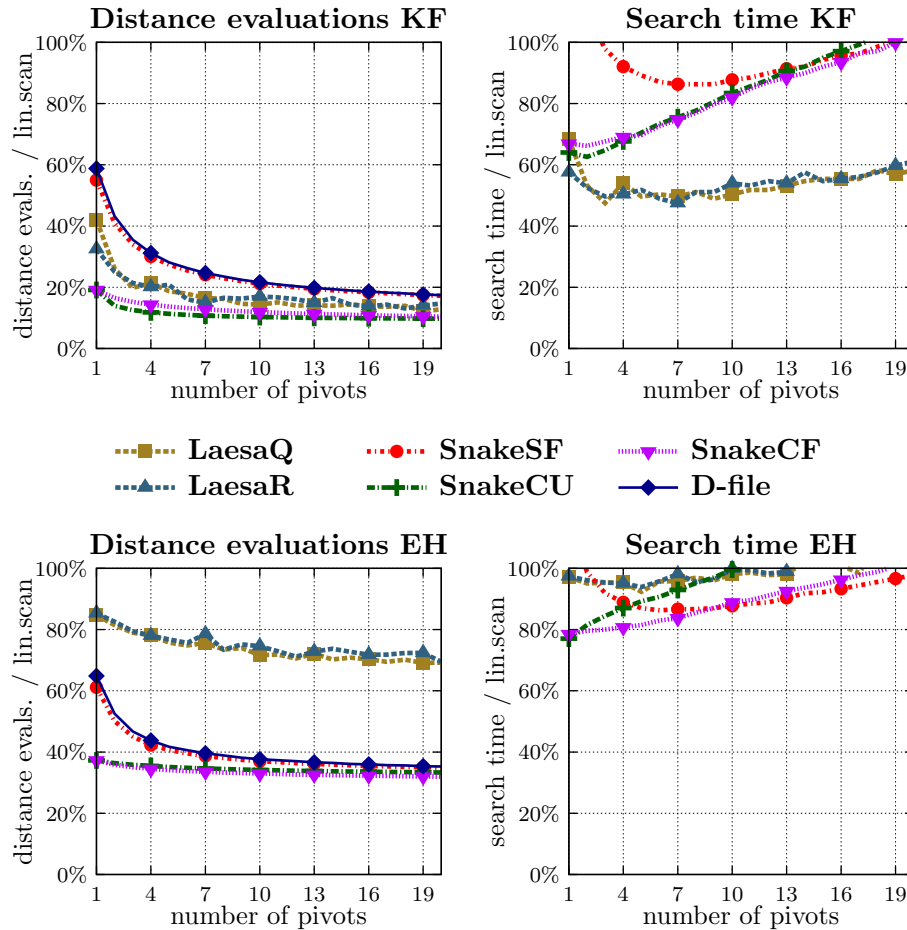 Distance evaluations KF
distance evals. / lin.scan
100%
80%
60%
40%
20%
0%
1 4 7 10 13 16 19
number of pivots
Search time KF
search time / lin.scan
100%
80%
60%
40%
20%
0%
1 4 7 10 13 16 19
number of pivots
LaesaQ SnakeSF SnakeCF
LaesaR SnakeCU D-file
Distance evaluations EH
distance evals. / lin.scan
100%
80%
60%
40%
20%
0%
1 4 7 10 13 16 19
number of pivots
Search time EH
search time / lin.scan
100%
80%
60%
40%
20%
0%
1 4 7 10 13 16 19
number of pivots